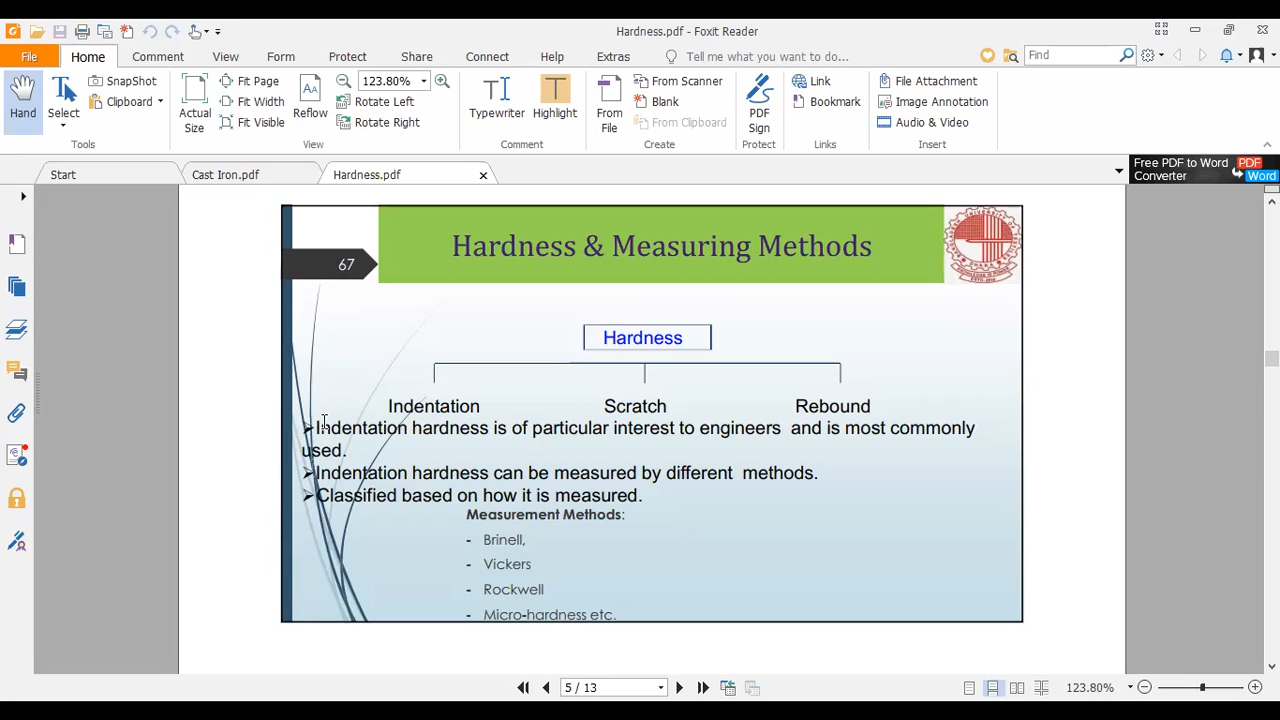 Hardness.pdf - Foxit Reader
File Home Comment View Form Protect Share Connect Help Extras Tell me what you want to do... Find
Hand
Select
SnapShot
Clipboard
Tools
Actual Size
Fit Page
Fit Width
Fit Visible
Reflow
123.80%
Rotate Left
Rotate Right
View
Typewriter
Highlight
Comment
From File
From Scanner
Blank
From Clipboard
Create
PDF Sign
Protect
Link
Bookmark
Links
File Attachment
Image Annotation
Audio & Video
Insert
Start Cast Iron.pdf Hardness.pdf
Free PDF to Word PDF
Converter Word
67
Hardness & Measuring Methods
Hardness
Indentation Scratch Rebound
➢Indentation hardness is of particular interest to engineers and is most commonly
used.
➢Indentation hardness can be measured by different methods.
➢Classified based on how it is measured.
Measurement Methods:
- Brinell,
- Vickers
- Rockwell
- Micro-hardness etc.
5 / 13
123.80%